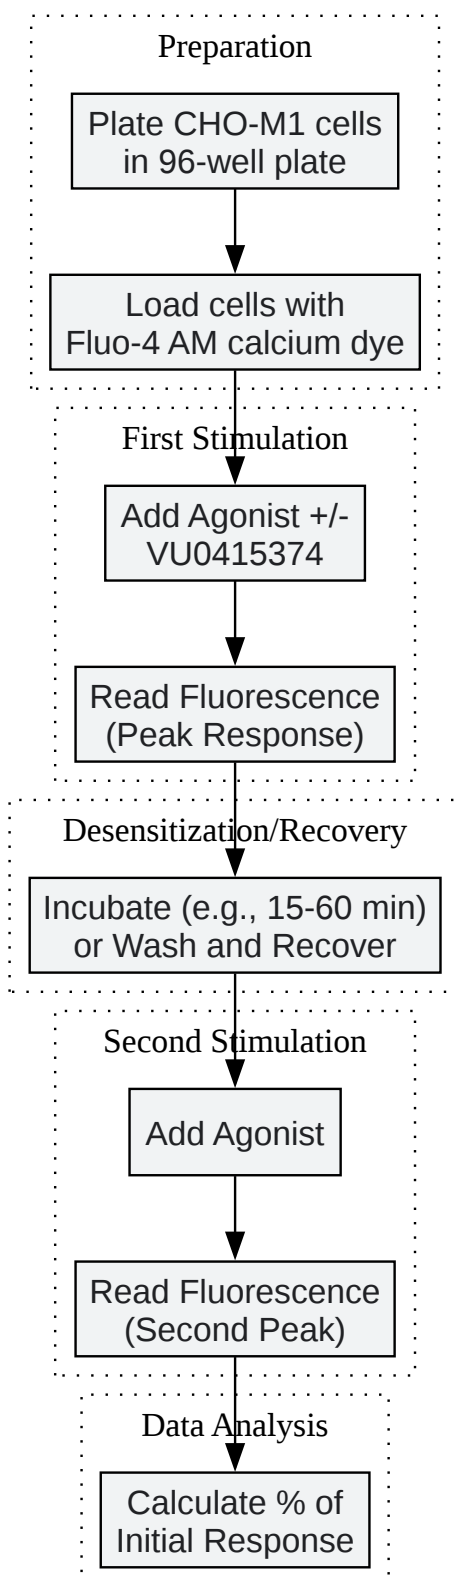 Preparation
Plate CHO-M1 cells
in 96-well plate
Load cells with
Fluo-4 AM calcium dye
First Stimulation
Add Agonist +/-
VU0415374
Read Fluorescence
(Peak Response)
Desensitization/Recovery
Incubate (e.g., 15-60 min)
or Wash and Recover
Second Stimulation
Add Agonist
Read Fluorescence
(Second Peak)
Data Analysis
Calculate % of
Initial Response